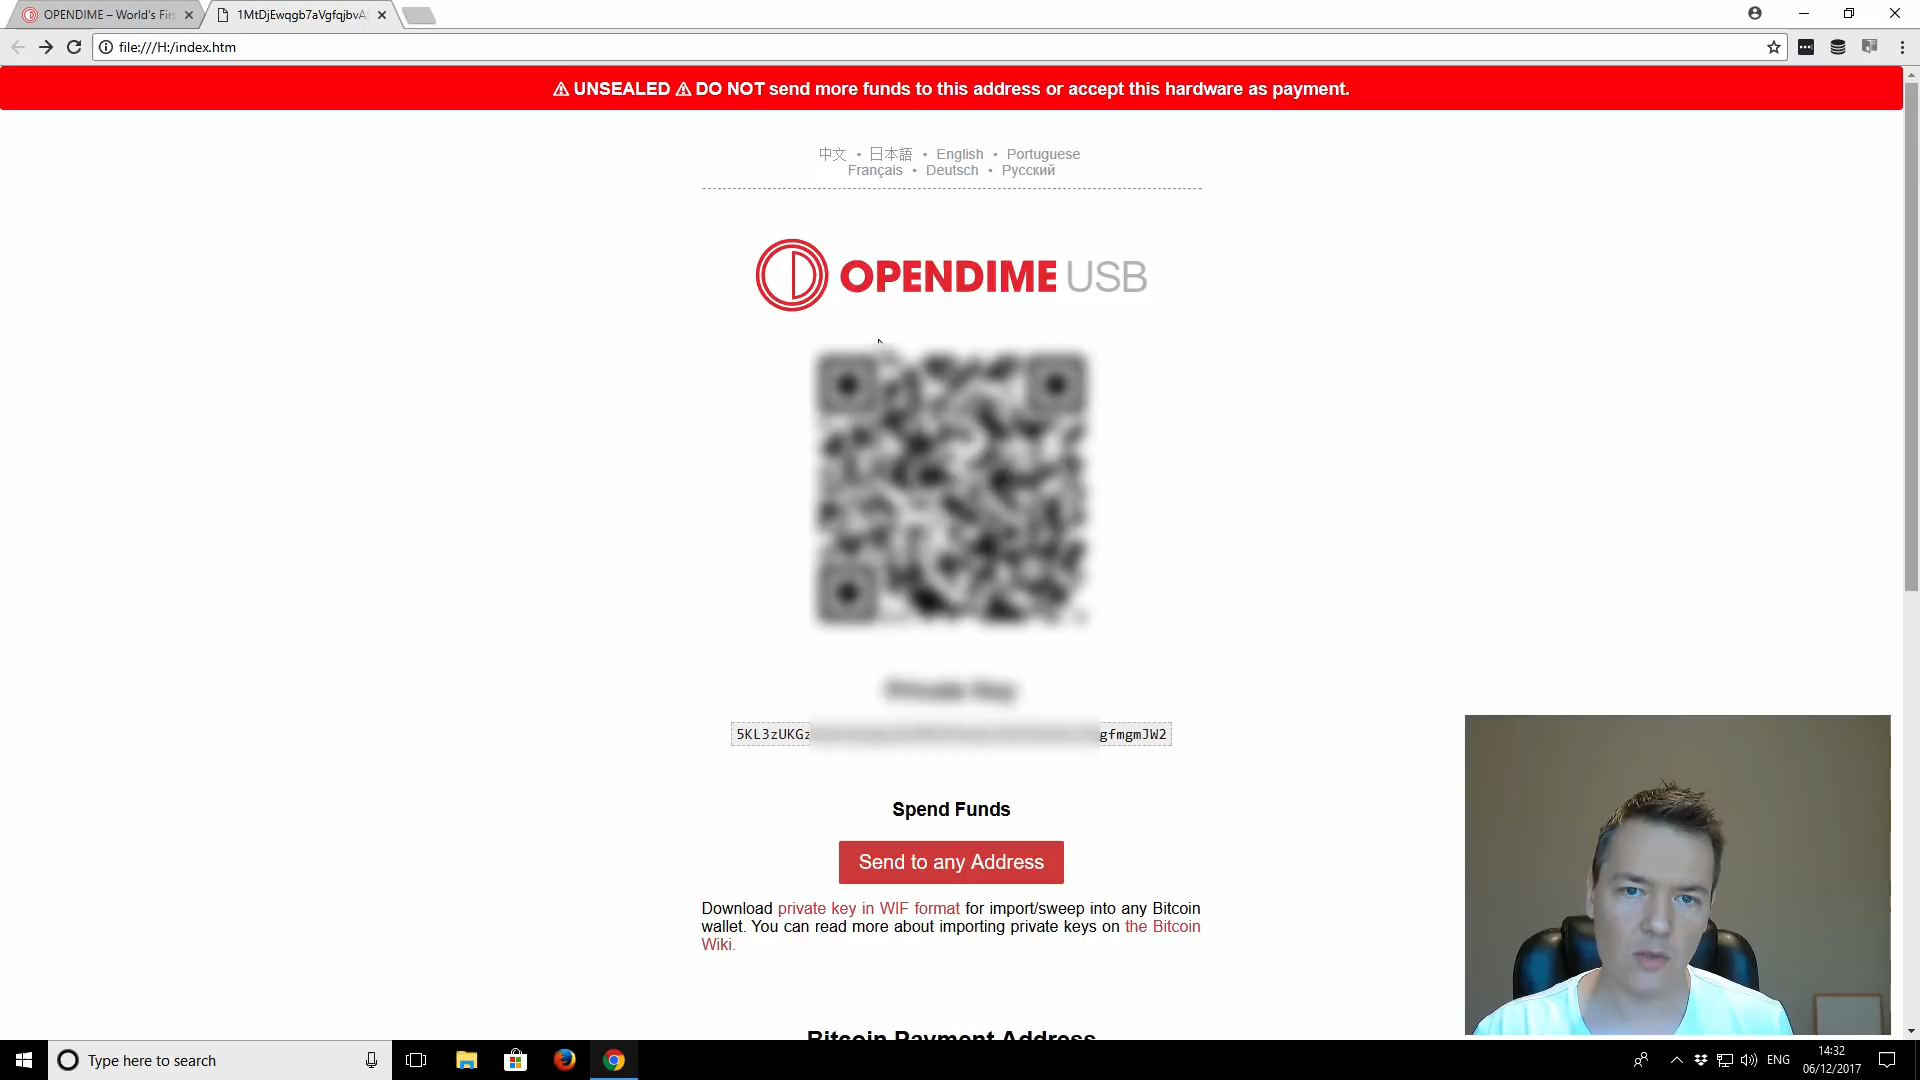 OPENDIME – World's Firs
1MtDjEwqgb7aVgfqjbvA
file:///H:/index.htm
⚠ UNSEALED ⚠ DO NOT send more funds to this address or accept this hardware as payment.
中文 • 日本語 • English • Portuguese
Français • Deutsch • Русский
OPENDIME USB
Private Key
5KL3zUKGz
gfmgmJW2
Spend Funds
Send to any Address
Download private key in WIF format for import/sweep into any Bitcoin
wallet. You can read more about importing private keys on the Bitcoin
Wiki.
Bitcoin Payment Address
Type here to search
ENG
14:32
06/12/2017